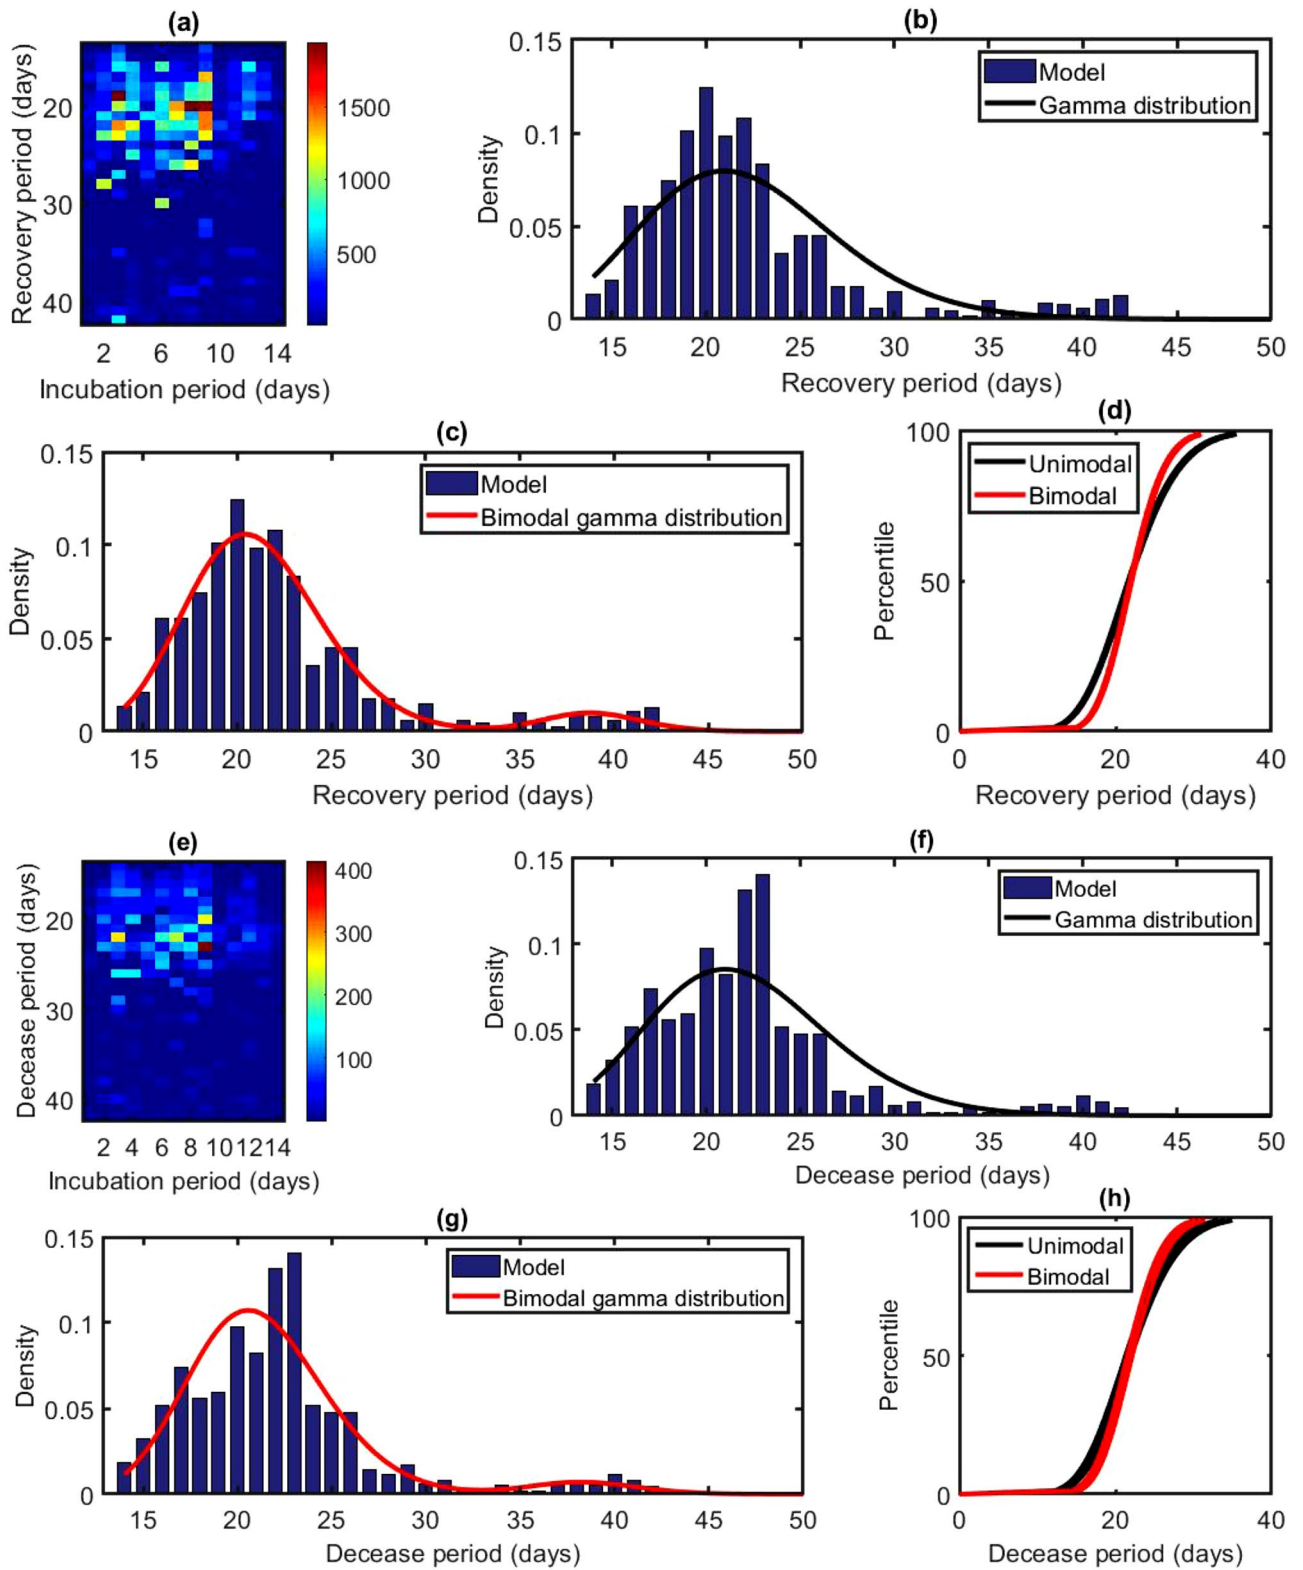 (a)
Recovery period (days)
20
30
40
2 6 10 14
Incubation period (days)
1500
1000
500
(b)
0.15
0.1
0.05
0
Density
Model
Gamma distribution
15 20 25 30 35 40 45 50
Recovery period (days)
(c)
0.15
0.1
0.05
0
Density
Model
Bimodal gamma distribution
15 20 25 30 35 40 45 50
Recovery period (days)
(d)
100
50
0
Percentile
Unimodal
Bimodal
0 20 40
Recovery period (days)
(e)
Decease period (days)
20
30
40
2 4 6 8 10 12 14
Incubation period (days)
400
300
200
100
(f)
0.15
0.1
0.05
0
Density
Model
Gamma distribution
15 20 25 30 35 40 45 50
Decease period (days)
(g)
0.15
0.1
0.05
0
Density
Model
Bimodal gamma distribution
15 20 25 30 35 40 45 50
Decease period (days)
(h)
100
50
0
Percentile
Unimodal
Bimodal
0 20 40
Decease period (days)